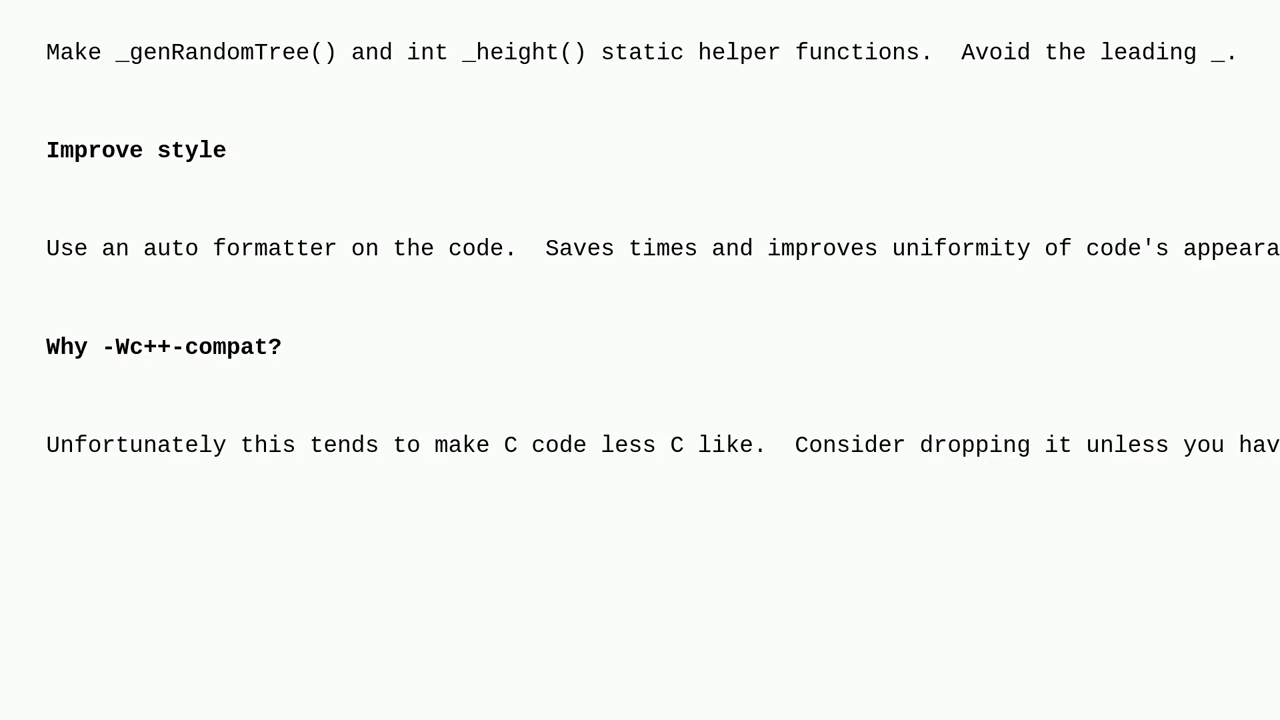 Make _genRandomTree() and int _height() static helper functions.  Avoid the leading _.
Improve style
Use an auto formatter on the code.  Saves times and improves uniformity of code's appeara
Why -Wc++-compat?
Unfortunately this tends to make C code less C like.  Consider dropping it unless you hav